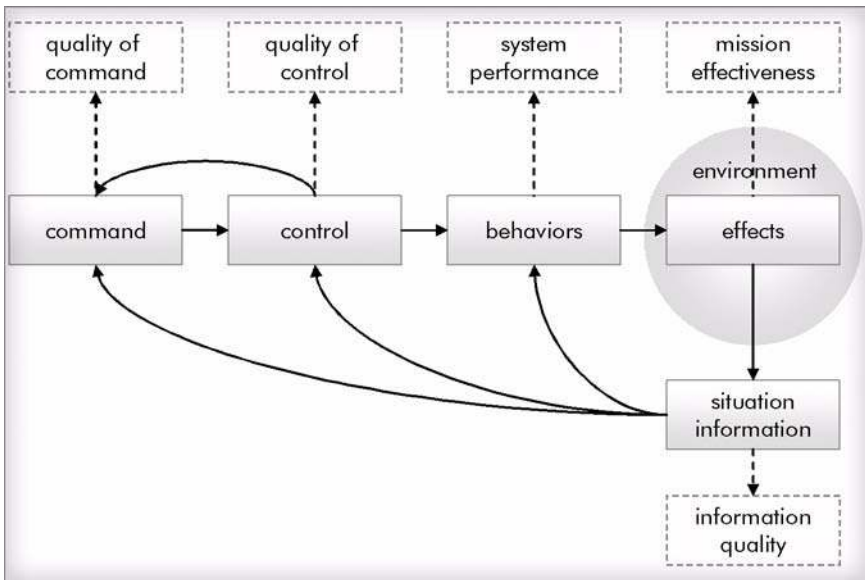 quality of
command
quality of
control
system
performance
mission
effectiveness
environment
command
control
behaviors
effects
situation
information
information
quality